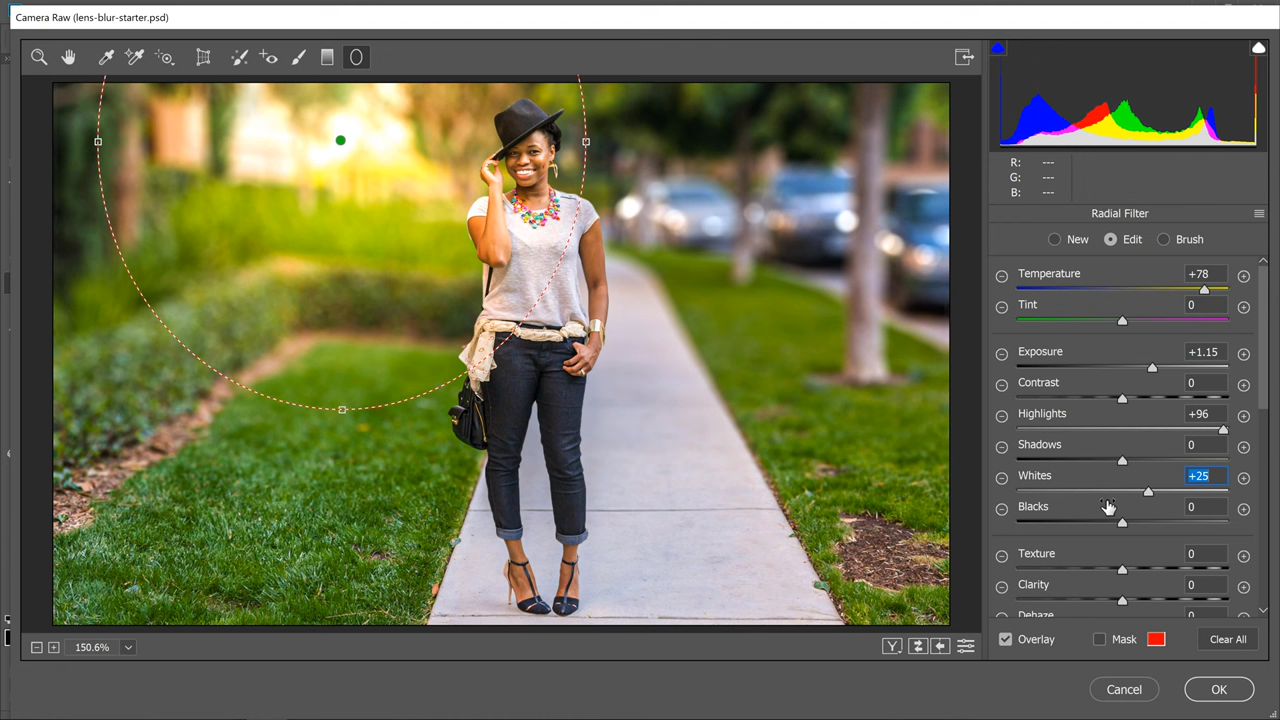 Camera Raw (lens-blur-starter.psd)
R: ---
G: ---
B: ---
Radial Filter
New Edit Brush
Temperature +78
Tint 0
Exposure +1.15
Contrast 0
Highlights +96
Shadows 0
Whites +25
Blacks 0
Texture 0
Clarity 0
Dehaze 0
150.6%
Y
Overlay Mask Clear All
Cancel OK